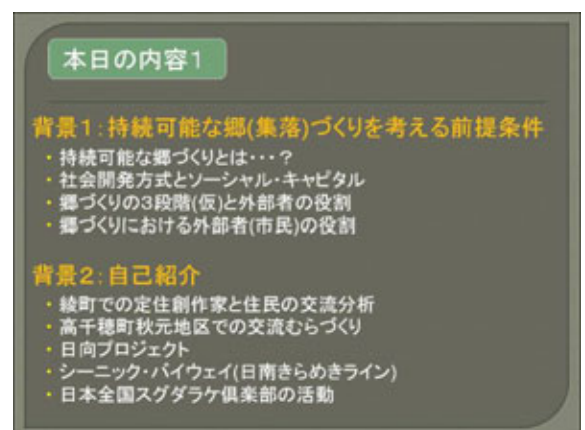 本日の内容1
背景1:持続可能な郷(集落)づくりを考える前提条件
・持続可能な郷づくりとは・・・?
・社会開発方式とソーシャル・キャピタル
・郷づくりの3段階(仮)と外部者の役割
・郷づくりにおける外部者(市民)の役割
背景2:自己紹介
・綾町での定住創作家と住民の交流分析
・高千穂町秋元地区での交流むらづくり
・日向プロジェクト
・シーニック・バイウェイ(日南きらめきライン)
・日本全国スグダラケ倶楽部の活動